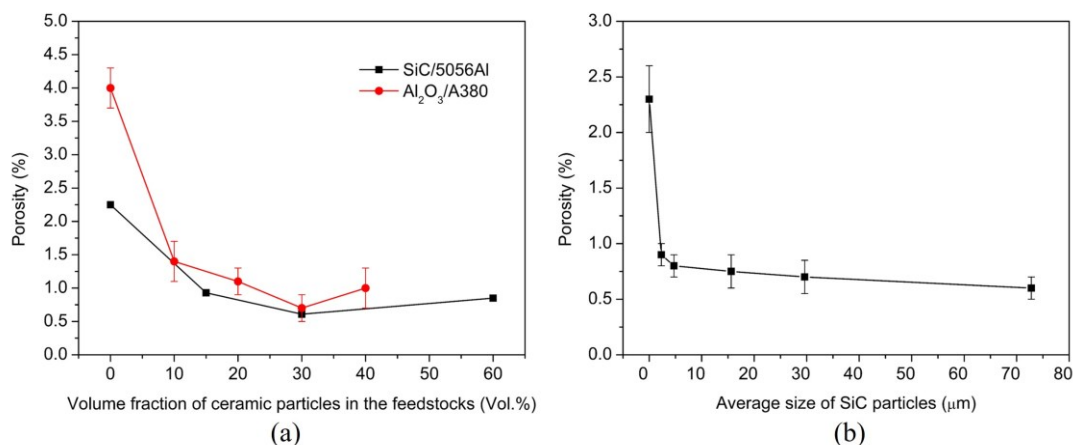 5.0
4.5
4.0
3.5
3.0
2.5
2.0
1.5
1.0
0.5
0.0
Porosity (%)
SiC/5056Al
Al₂O₃/A380
0 10 20 30 40 50 60
Volume fraction of ceramic particles in the feedstocks (Vol.%)
(a)
3.0
2.5
2.0
1.5
1.0
0.5
0.0
Porosity (%)
0 10 20 30 40 50 60 70 80
Average size of SiC particles (μm)
(b)